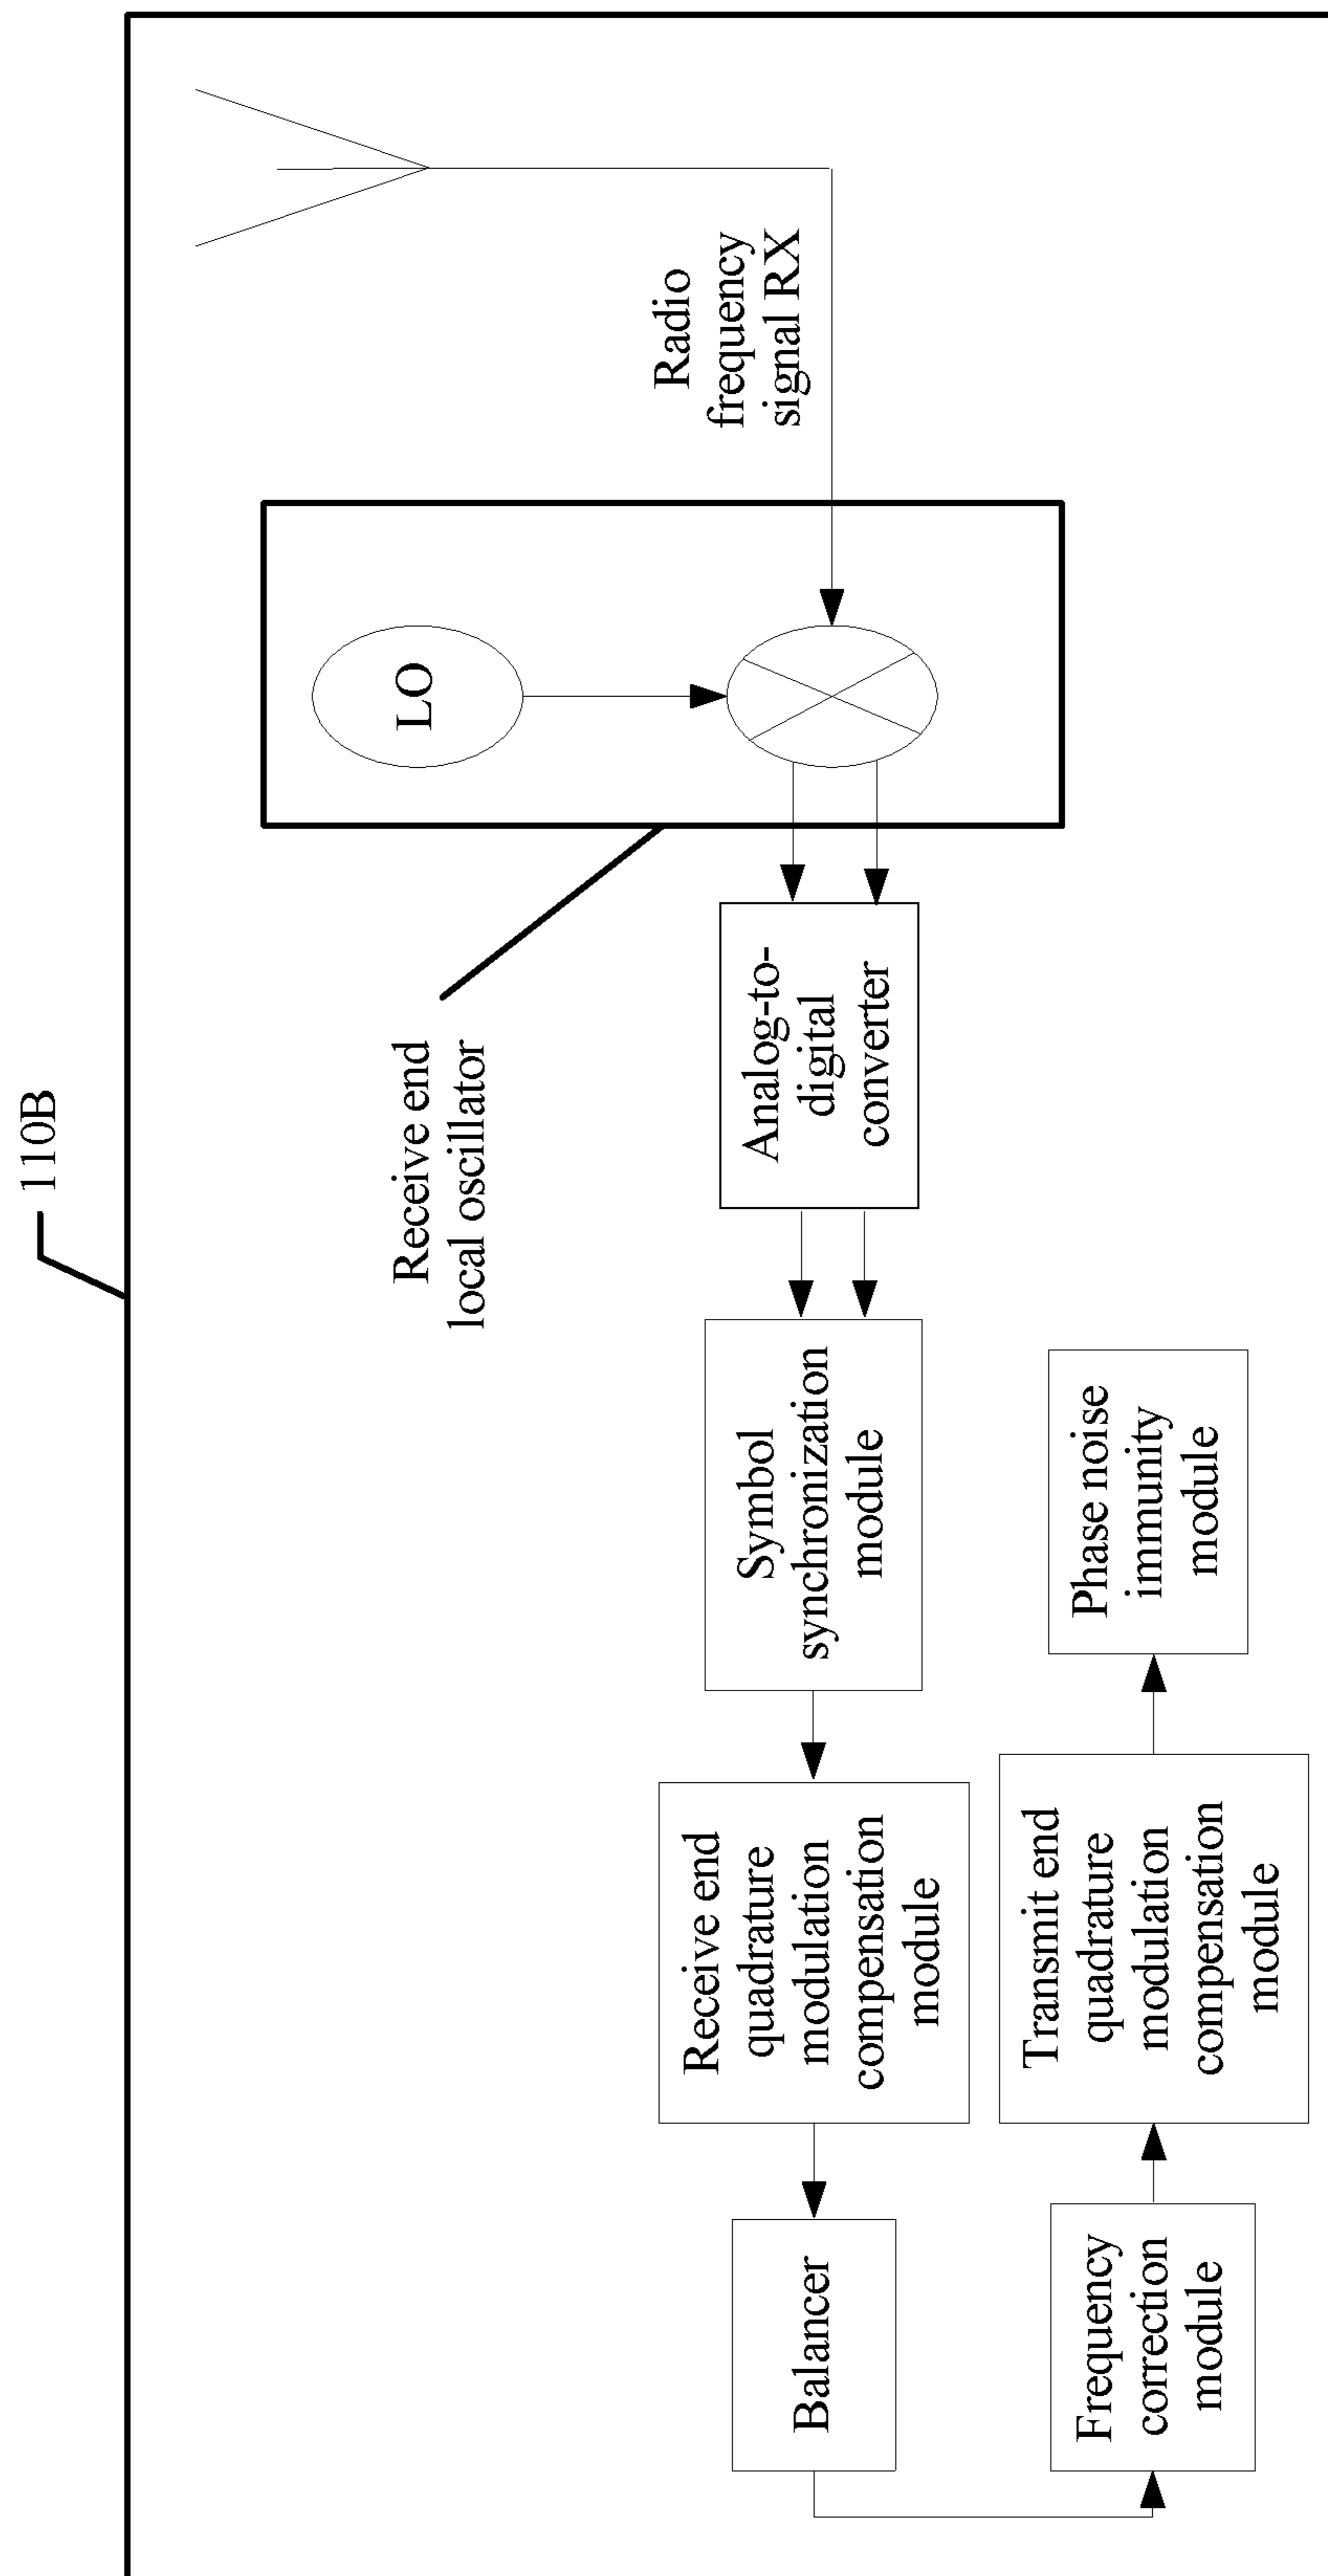 110B
Radio
frequency
signal RX
LO
Receive end
local oscillator
Analog-to-
digital
converter
Symbol
synchronization
module
Receive end
quadrature
modulation
compensation
module
Balancer
Frequency
correction
module
Transmit end
quadrature
modulation
compensation
module
Phase noise
immunity
module